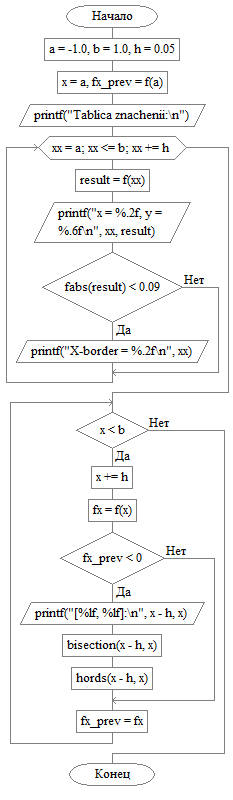 Начало
a = -1.0, b = 1.0, h = 0.05
x = a, fx_prev = f(a)
printf("Tablica znachenii:\n")
xx = a; xx <= b; xx += h
result = f(xx)
printf("x = %.2f, y =
%.6f\n", xx, result)
fabs(result) < 0.09
Нет
Да
printf("X-border = %.2f\n", xx)
x < b
Нет
Да
x += h
fx = f(x)
fx_prev < 0
Нет
Да
printf("[%lf, %lf]:\n", x - h, x)
bisection(x - h, x)
hords(x - h, x)
fx_prev = fx
Конец